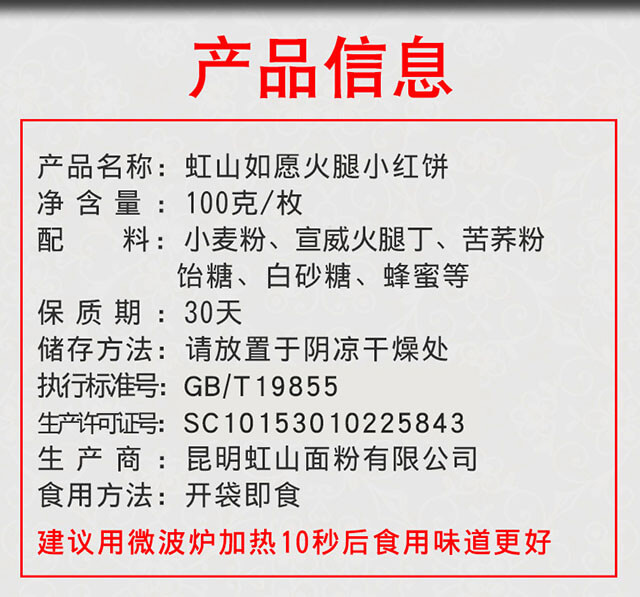 产品信息
产品名称：虹山如愿火腿小红饼
净含量：100克/枚
配料：小麦粉、宣威火腿丁、苦荞粉
饴糖、白砂糖、蜂蜜等
保质期：30天
储存方法：请放置于阴凉干燥处
执行标准号：GB/T19855
生产许可证号：SC10153010225843
生产商：昆明虹山面粉有限公司
食用方法：开袋即食
建议用微波炉加热10秒后食用味道更好